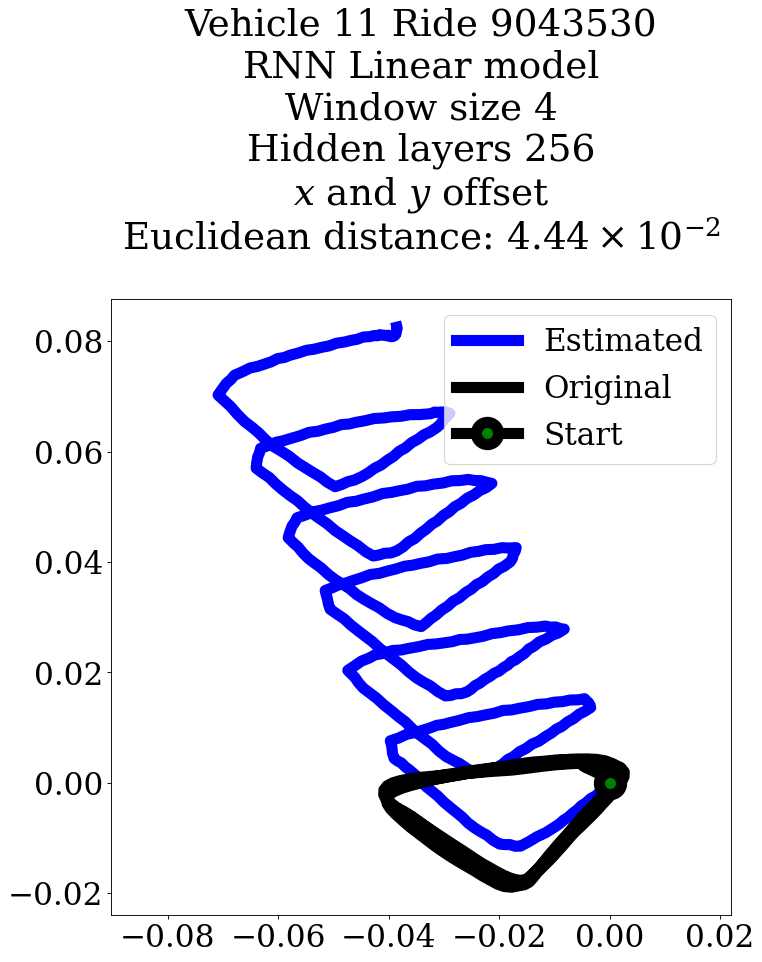 Vehicle 11 Ride 9043530
RNN Linear model
Window size 4
Hidden layers 256
x and y offset
Euclidean distance: 4.44 × 10⁻²
Estimated
Original
Start
0.08
0.06
0.04
0.02
0.00
−0.02
−0.08 −0.06 −0.04 −0.02 0.00 0.02